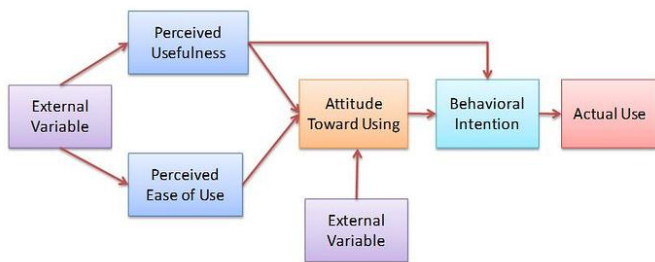 Perceived
Usefulness
External
Variable
Attitude
Toward Using
Behavioral
Intention
Actual Use
Perceived
Ease of Use
External
Variable